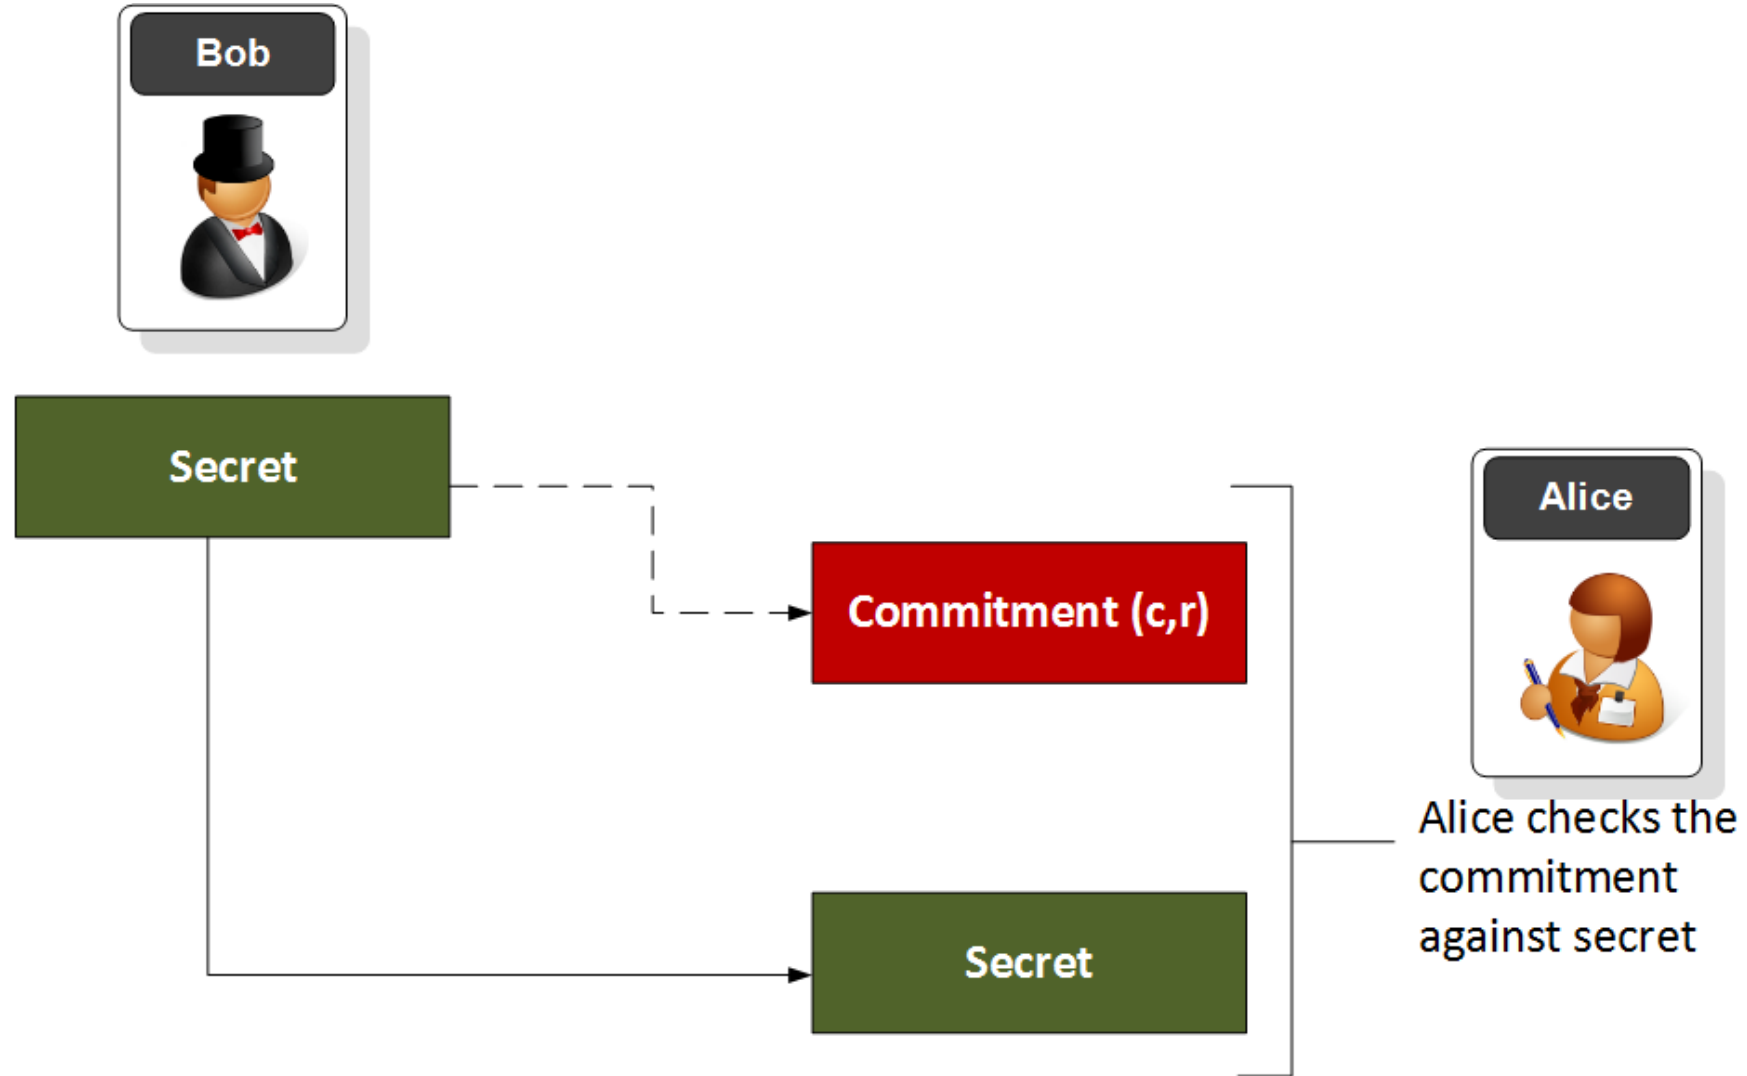 Bob
Secret
Commitment (c,r)
Alice
Alice checks the
commitment
against secret
Secret